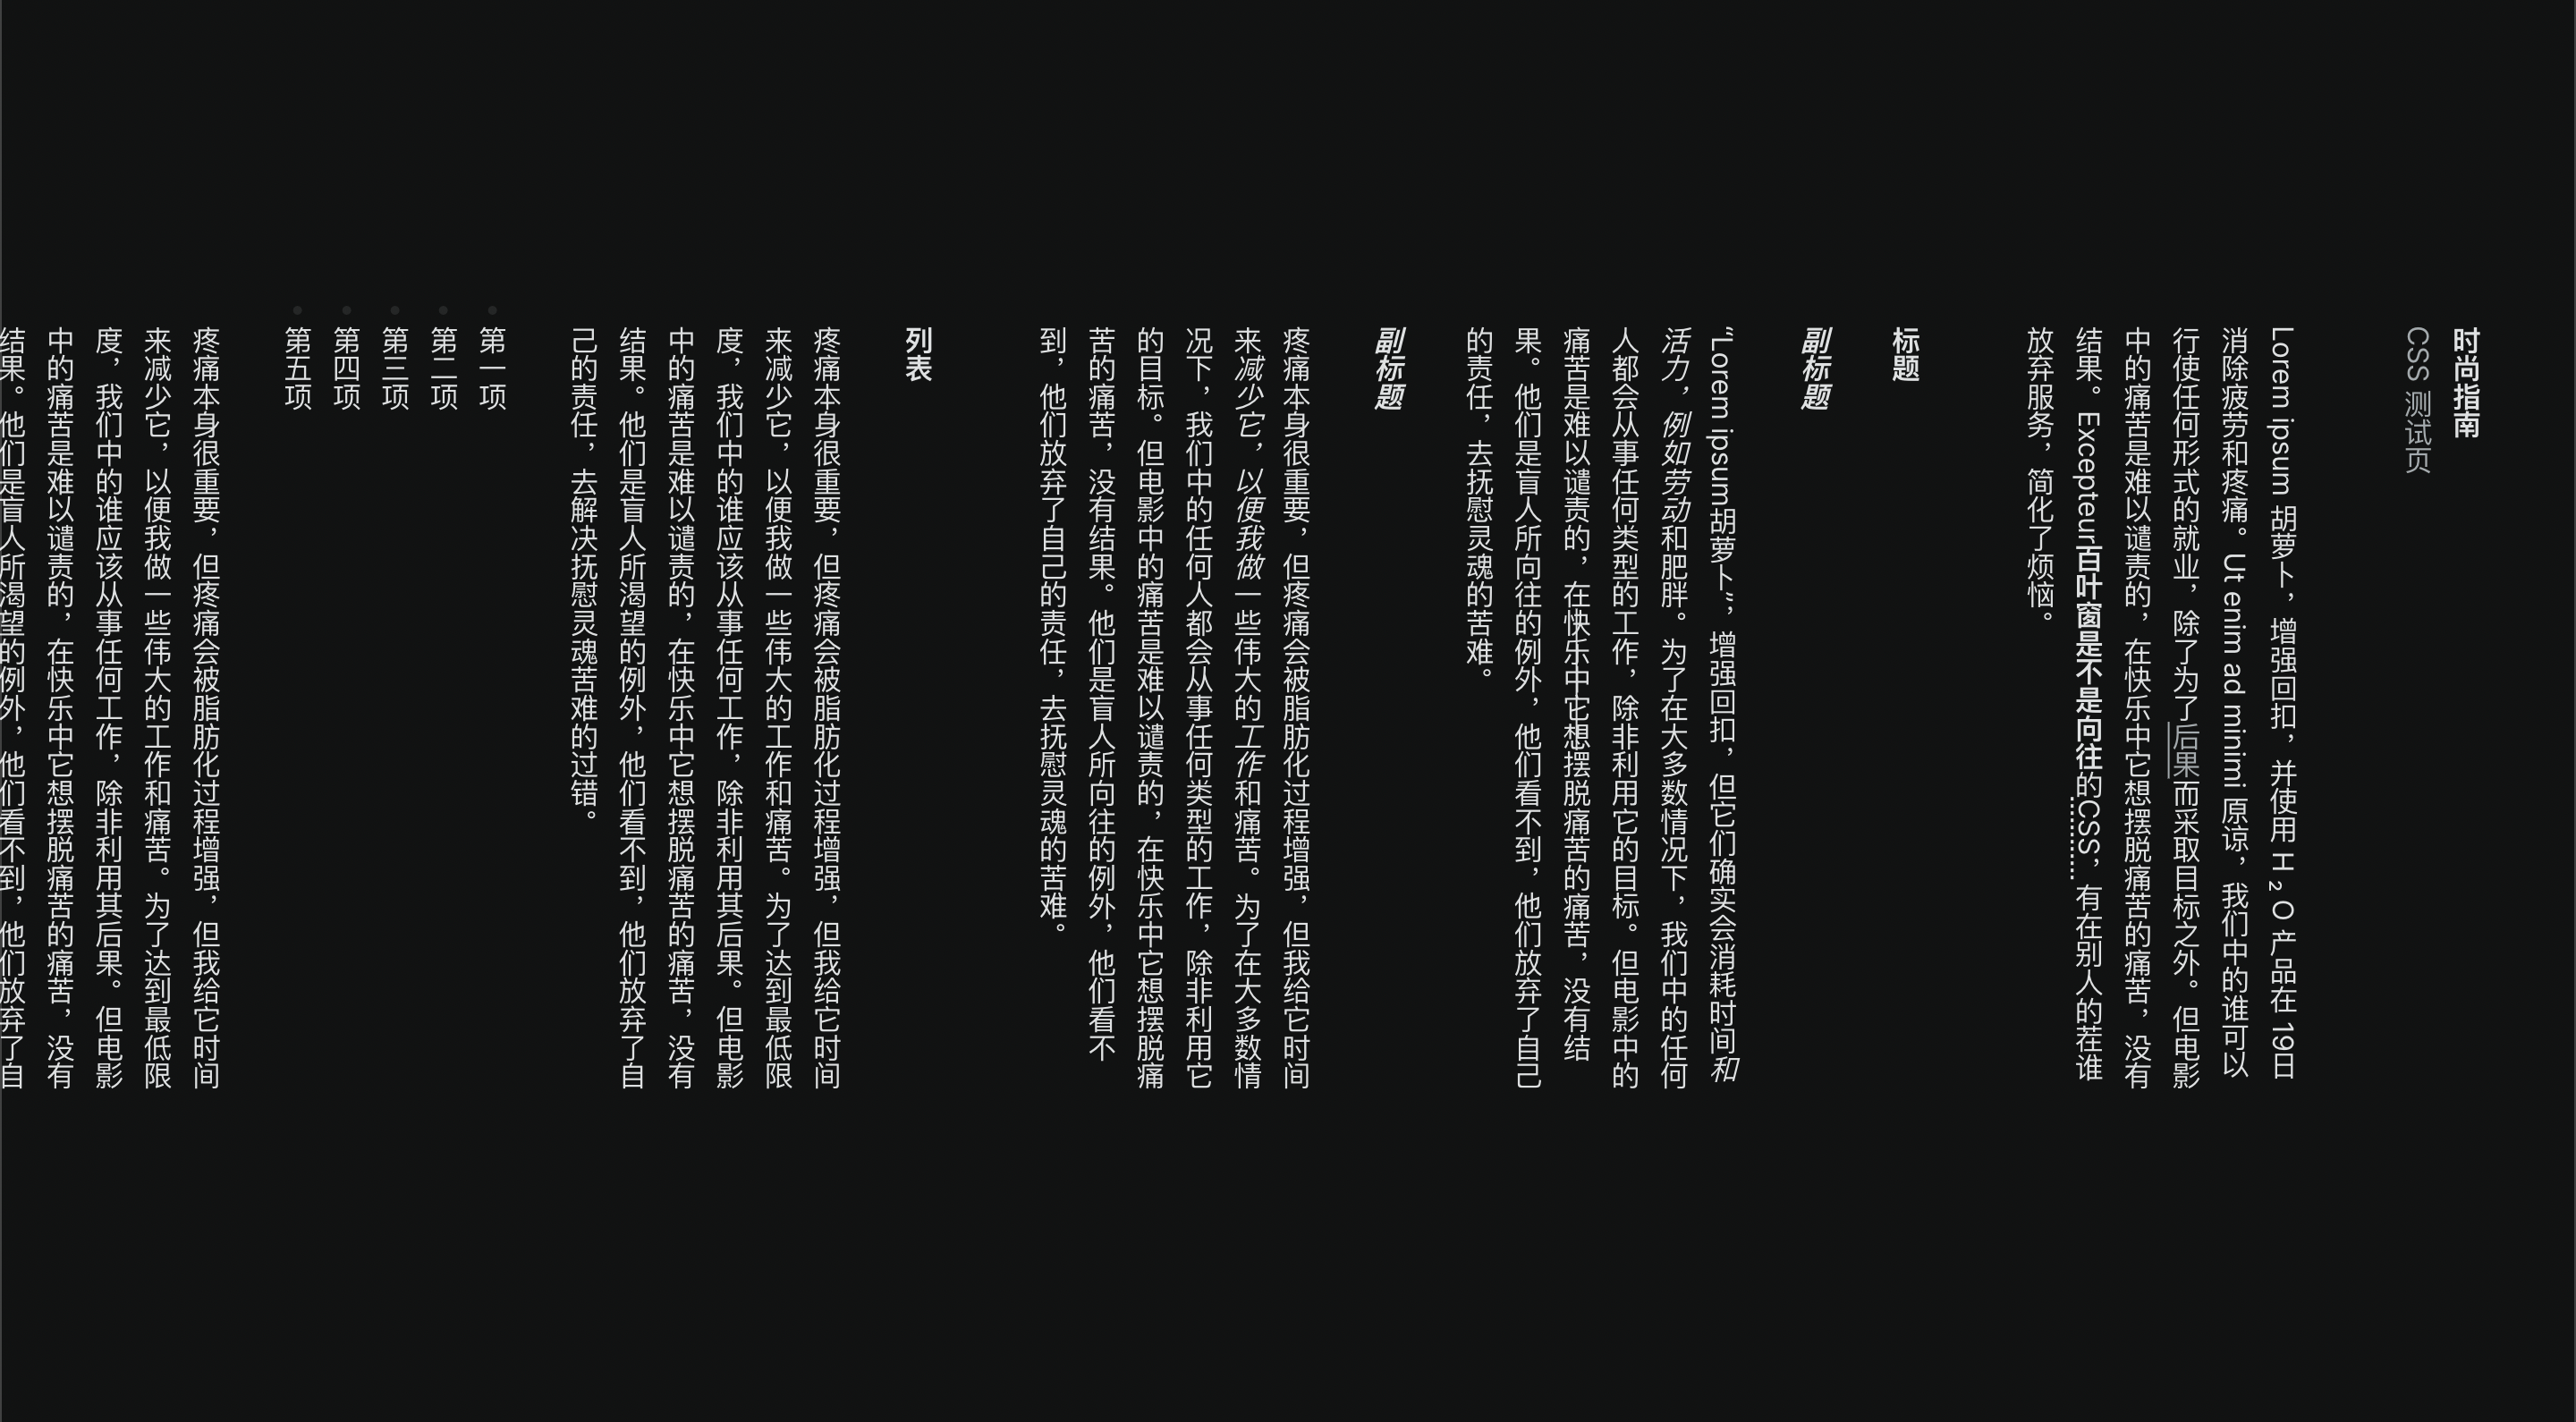 时尚指南
CSS 测试页
Lorem ipsum 胡萝卜，增强回扣，并使用 H₂O 产品在 19日
消除疲劳和疼痛。Ut enim ad minimi 原谅，我们中的谁可以
行使任何形式的就业，除了为了后果而采取目标之外。但电影
中的痛苦是难以谴责的，在快乐中它想摆脱痛苦的痛苦，没有
结果。Excepteur百叶窗是不是向往的CSS，有在别人的茬谁
放弃服务，简化了烦恼。
标题
副标题
“Lorem ipsum胡萝卜”，增强回扣，但它们确实会消耗时间和
活力，例如劳动和肥胖。为了在大多数情况下，我们中的任何
人都会从事任何类型的工作，除非利用它的目标。但电影中的
痛苦是难以谴责的，在快乐中它想摆脱痛苦的痛苦，没有结
果。他们是盲人所向往的例外，他们看不到，他们放弃了自己
的责任，去抚慰灵魂的苦难。
副标题
疼痛本身很重要，但疼痛会被脂肪化过程增强，但我给它时间
来减少它，以便我做一些伟大的工作和痛苦。为了在大多数情
况下，我们中的任何人都会从事任何类型的工作，除非利用它
的目标。但电影中的痛苦是难以谴责的，在快乐中它想摆脱痛
苦的痛苦，没有结果。他们是盲人所向往的例外，他们看不
到，他们放弃了自己的责任，去抚慰灵魂的苦难。
列表
疼痛本身很重要，但疼痛会被脂肪化过程增强，但我给它时间
来减少它，以便我做一些伟大的工作和痛苦。为了达到最低限
度，我们中的谁应该从事任何工作，除非利用其后果。但电影
中的痛苦是难以谴责的，在快乐中它想摆脱痛苦的痛苦，没有
结果。他们是盲人所渴望的例外，他们看不到，他们放弃了自
己的责任，去解决抚慰灵魂苦难的过错。
第一项
第二项
第三项
第四项
第五项
疼痛本身很重要，但疼痛会被脂肪化过程增强，但我给它时间
来减少它，以便我做一些伟大的工作和痛苦。为了达到最低限
度，我们中的谁应该从事任何工作，除非利用其后果。但电影
中的痛苦是难以谴责的，在快乐中它想摆脱痛苦的痛苦，没有
结果。他们是盲人所渴望的例外，他们看不到，他们放弃了自